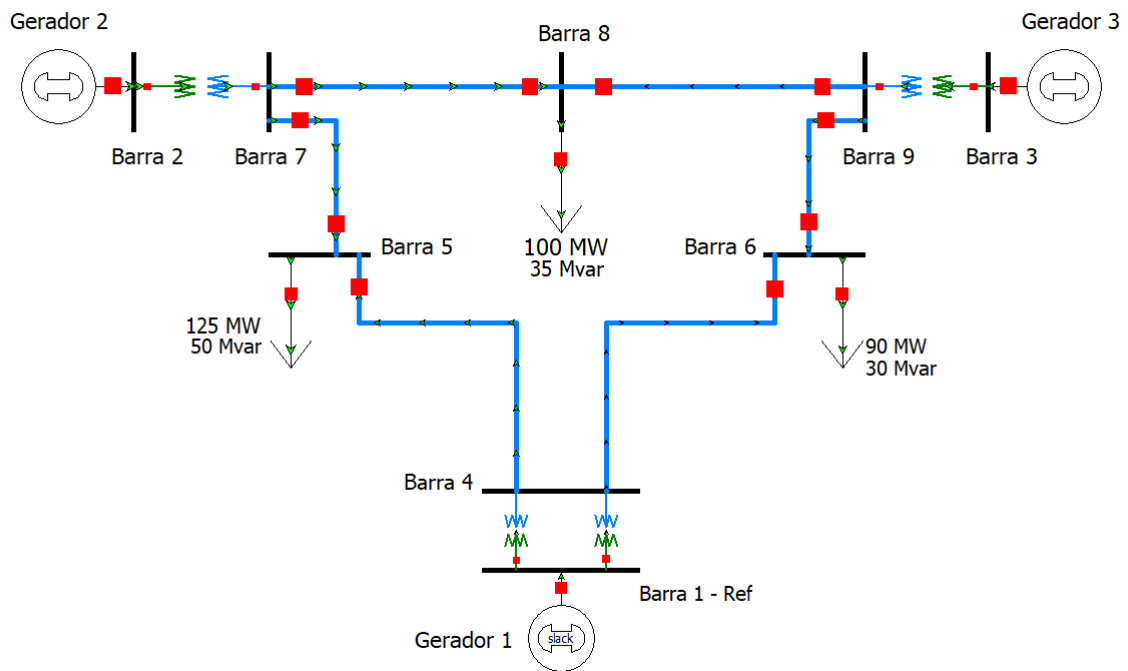 Gerador 2
Gerador 3
Barra 8
Barra 2
Barra 7
Barra 9
Barra 3
Barra 5
100 MW
35 Mvar
Barra 6
125 MW
50 Mvar
90 MW
30 Mvar
Barra 4
Barra 1 - Ref
Gerador 1
slack